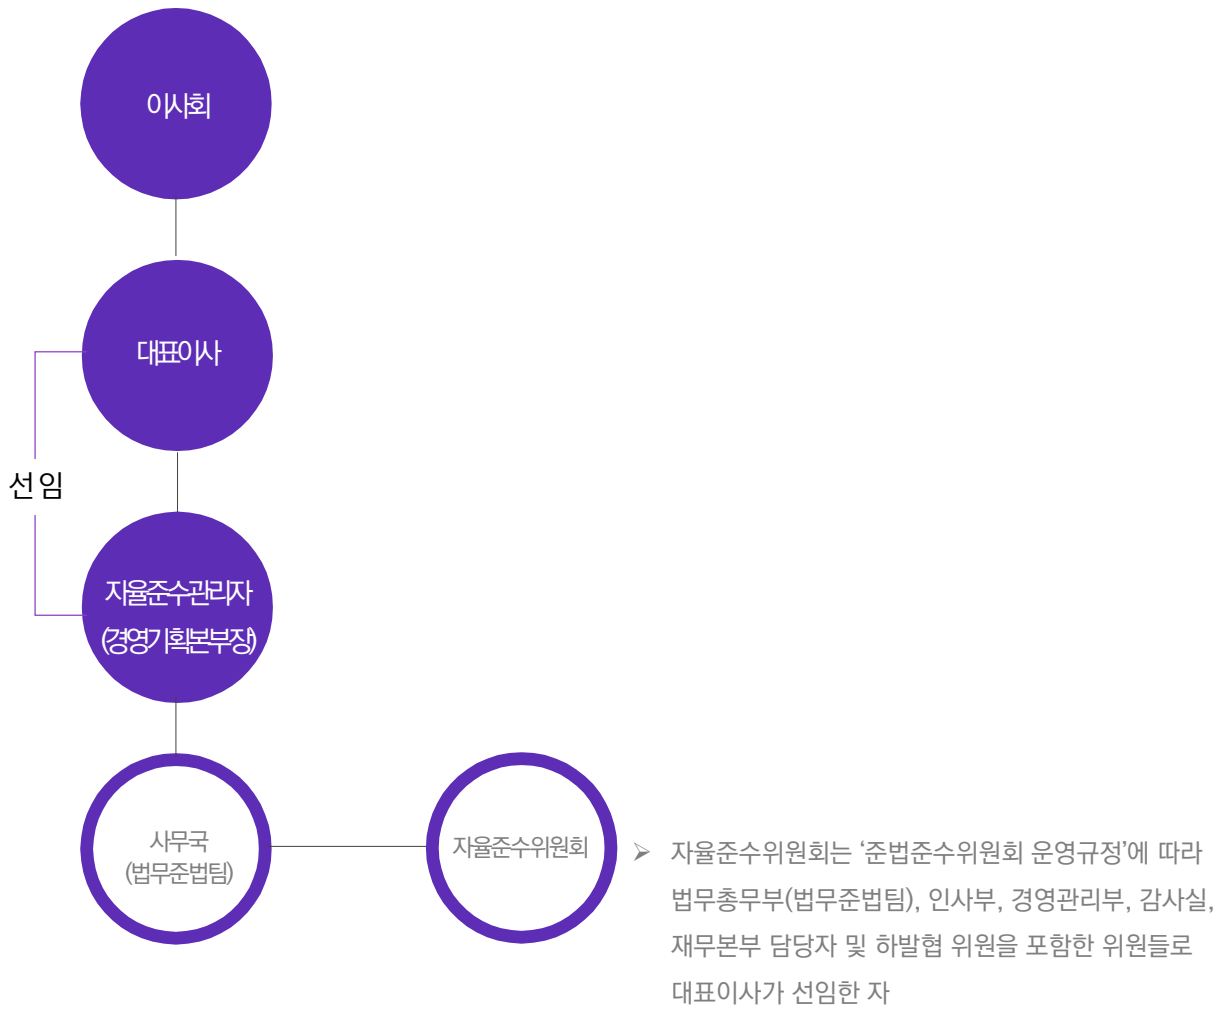 이사회
대표이사
선임
자율준수관리자
(경영기획본부장)
사무국
(법무준법팀)
자율준수위원회
➢ 자율준수위원회는 ‘준법준수위원회 운영규정’에 따라
법무총무부(법무준법팀), 인사부, 경영관리부, 감사실,
재무본부 담당자 및 하발협 위원을 포함한 위원들로
대표이사가 선임한 자